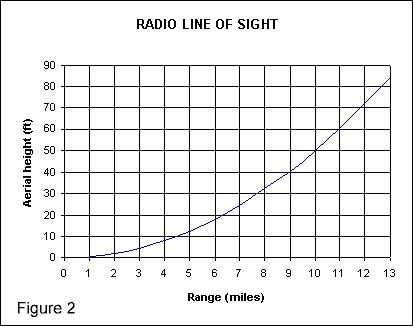 RADIO LINE OF SIGHT
Aerial height (ft)
90
80
70
60
50
40
30
20
10
0
0 1 2 3 4 5 6 7 8 9 10 11 12 13
Range (miles)
Figure 2